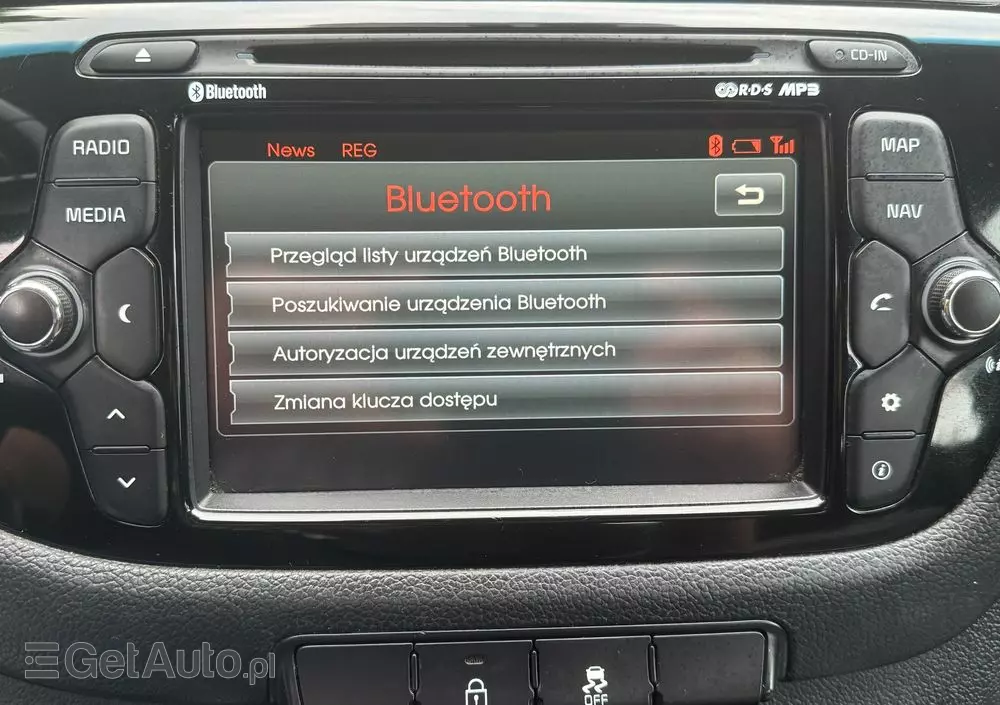 CD-IN
Bluetooth
R·D·S MP3
RADIO
MEDIA
News REG
Bluetooth
Przegląd listy urządzeń Bluetooth
Poszukiwanie urządzenia Bluetooth
Autoryzacja urządzeń zewnętrznych
Zmiana klucza dostępu
MAP
NAV
GetAuto.pl
OFF